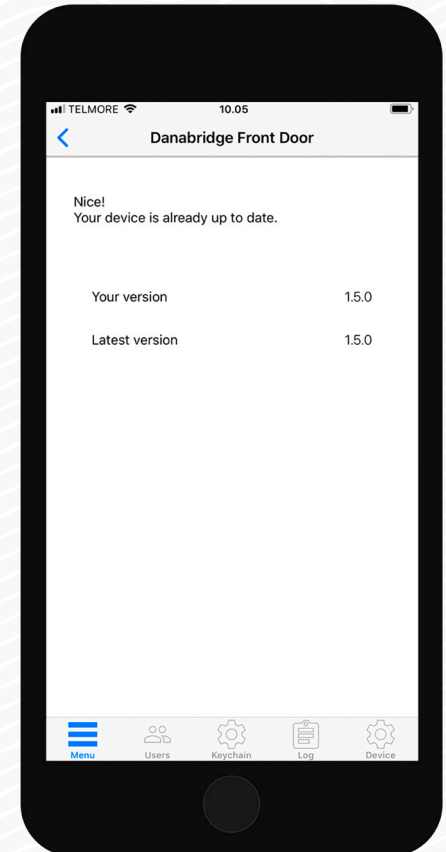 TELMORE 10.05
Danabridge Front Door
Nice!
Your device is already up to date.
Your version 1.5.0
Latest version 1.5.0
Menu Users Keychain Log Device